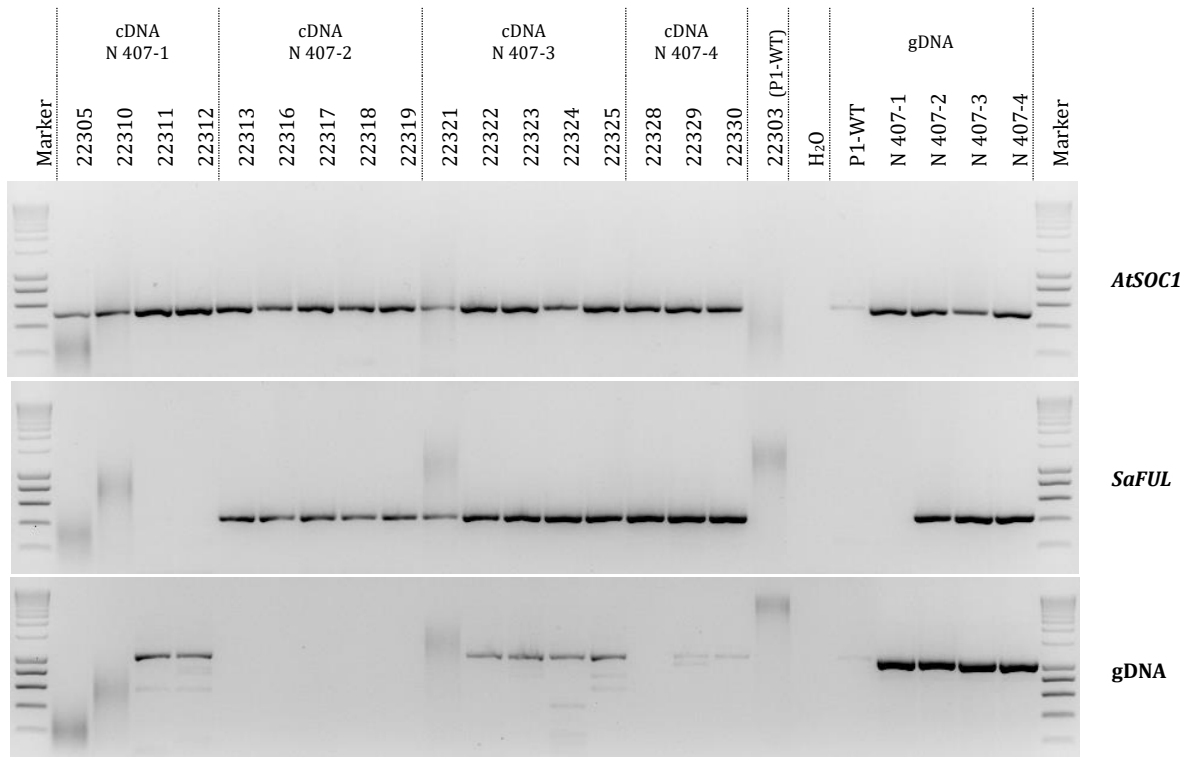 cDNA
N 407-1
cDNA
N 407-2
cDNA
N 407-3
cDNA
N 407-4
gDNA
Marker
22305
22310
22311
22312
22313
22316
22317
22318
22319
22321
22322
22323
22324
22325
22328
22329
22330
22303 (P1-WT)
H₂O
P1-WT
N 407-1
N 407-2
N 407-3
N 407-4
Marker
AtSOC1
SaFUL
gDNA